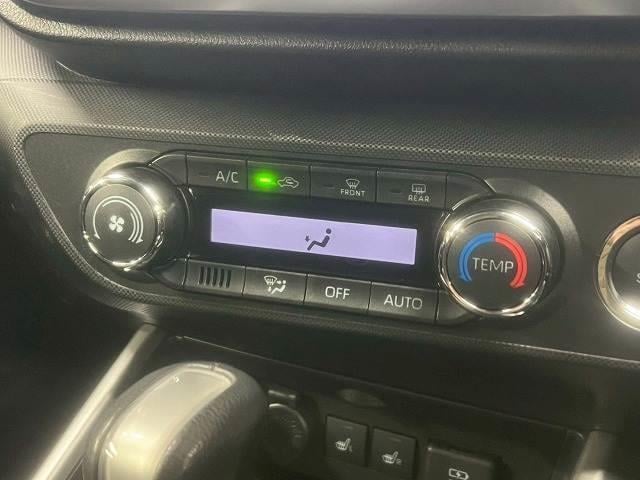 A/C
FRONT
REAR
TEMP
OFF
AUTO
S
L
R